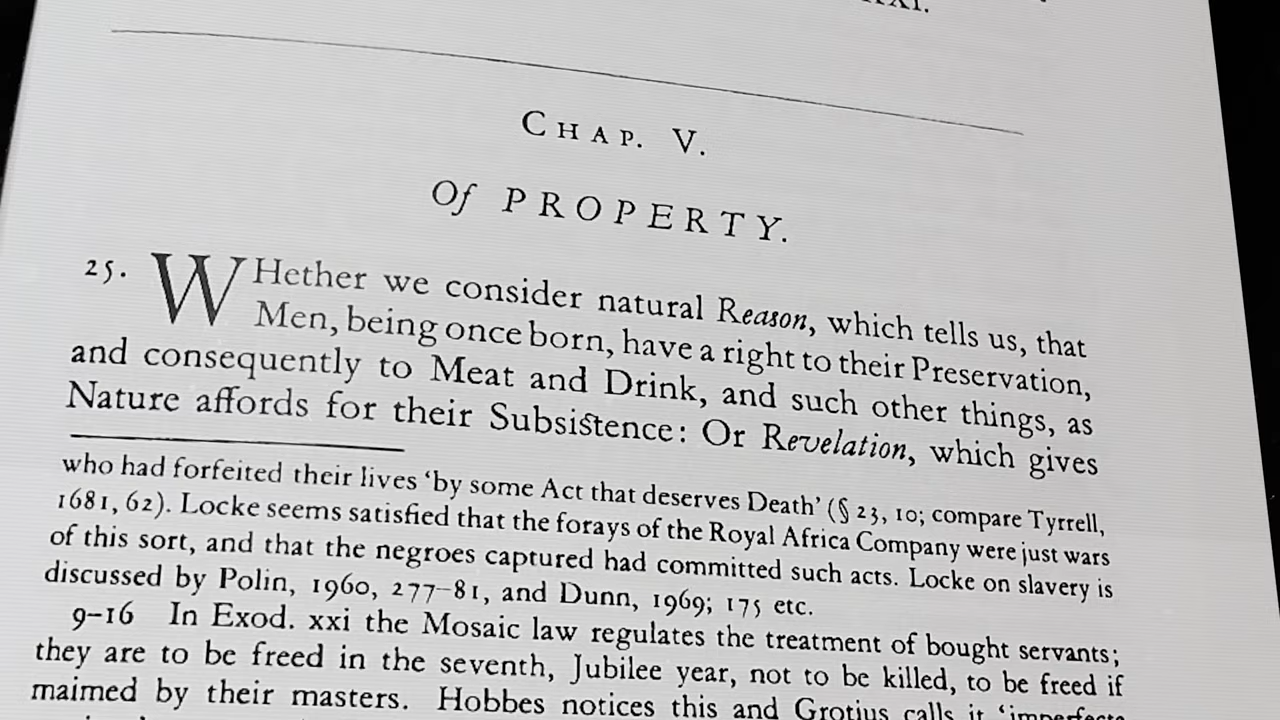 CHAP. V.
Of PROPERTY.
25. WHether we consider natural Reason, which tells us, that
Men, being once born, have a right to their Preservation,
and consequently to Meat and Drink, and such other things, as
Nature affords for their Subsistence: Or Revelation, which gives
who had forfeited their lives ‘by some Act that deserves Death’ (§ 23, 10; compare Tyrrell,
1681, 62). Locke seems satisfied that the forays of the Royal Africa Company were just wars
of this sort, and that the negroes captured had committed such acts. Locke on slavery is
discussed by Polin, 1960, 277–81, and Dunn, 1969; 175 etc.
9–16 In Exod. xxi the Mosaic law regulates the treatment of bought servants;
they are to be freed in the seventh, Jubilee year, not to be killed, to be freed if
maimed by their masters. Hobbes notices this and Grotius calls it